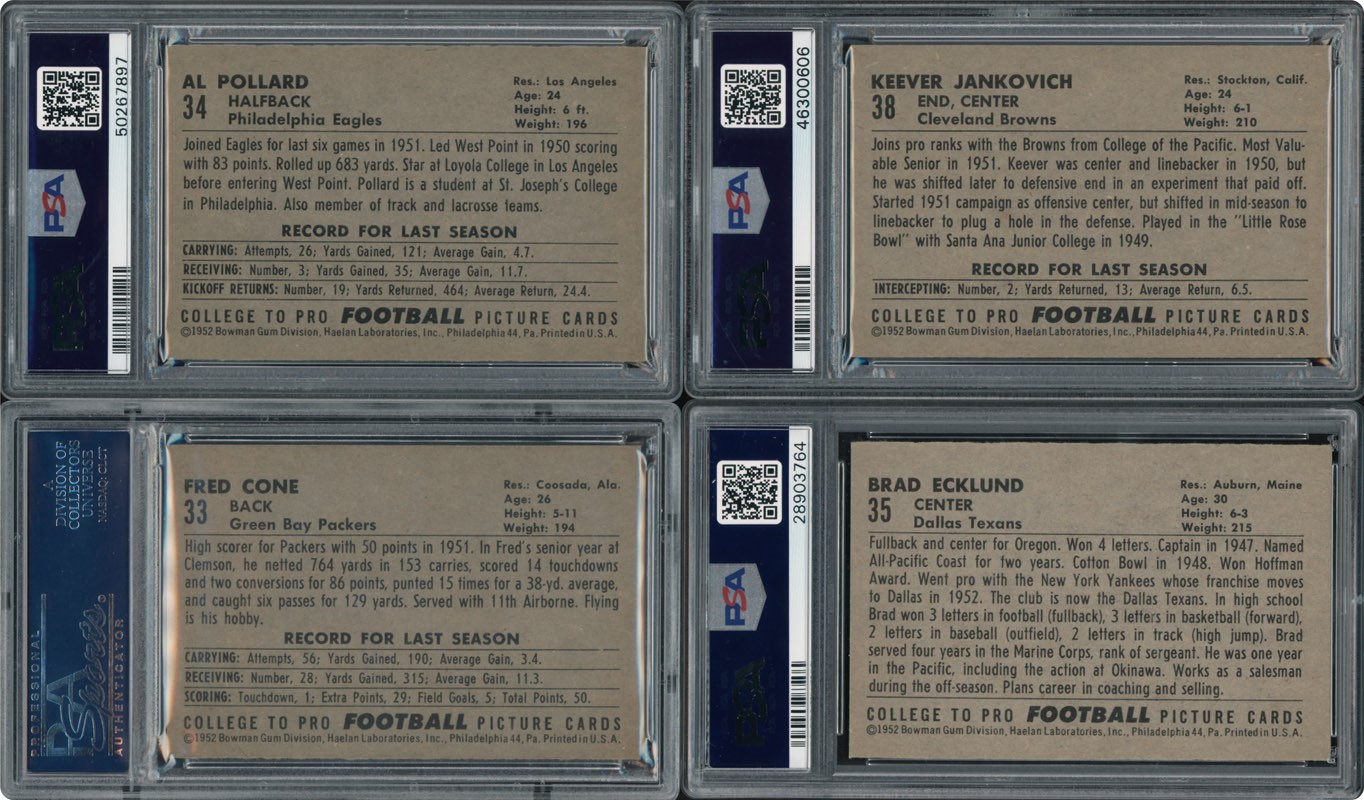 50267897
PSA
PSA
AL POLLARD
34
HALFBACK
Philadelphia Eagles
Res.: Los Angeles
Age: 24
Height: 6 ft.
Weight: 196
Joined Eagles for last six games in 1951. Led West Point in 1950 scoring
with 83 points. Rolled up 683 yards. Star at Loyola College in Los Angeles
before entering West Point. Pollard is a student at St. Joseph's College
in Philadelphia. Also member of track and lacrosse teams.
RECORD FOR LAST SEASON
CARRYING: Attempts, 26; Yards Gained, 121; Average Gain, 4.7.
RECEIVING: Number, 3; Yards Gained, 35; Average Gain, 11.7.
KICKOFF RETURNS: Number, 19; Yards Returned, 464; Average Return, 24.4.
COLLEGE TO PRO FOOTBALL PICTURE CARDS
©1952 Bowman Gum Division, Haelan Laboratories, Inc., Philadelphia 44, Pa. Printed in U.S.A.
46300606
PSA
PSA
KEEVER JANKOVICH
38
END, CENTER
Cleveland Browns
Res.: Stockton, Calif.
Age: 24
Height: 6-1
Weight: 210
Joins pro ranks with the Browns from College of the Pacific. Most Valu-
able Senior in 1951. Keever was center and linebacker in 1950, but
he was shifted later to defensive end in an experiment that paid off.
Started 1951 campaign as offensive center, but shifted in mid-season to
linebacker to plug a hole in the defense. Played in the "Little Rose
Bowl" with Santa Ana Junior College in 1949.
RECORD FOR LAST SEASON
INTERCEPTING: Number, 2; Yards Returned, 13; Average Return, 6.5.
COLLEGE TO PRO FOOTBALL PICTURE CARDS
©1952 Bowman Gum Division, Haelan Laboratories, Inc., Philadelphia 44, Pa. Printed in U.S.A.
A
DIVISION OF
COLLECTORS
UNIVERSE
NASDAQ: CLCT
PROFESSIONAL
PSA
Sports
®
AUTHENTICATOR
FRED CONE
33
BACK
Green Bay Packers
Res.: Coosada, Ala.
Age: 26
Height: 5-11
Weight: 194
High scorer for Packers with 50 points in 1951. In Fred's senior year at
Clemson, he netted 764 yards in 153 carries, scored 14 touchdowns
and two conversions for 86 points, punted 15 times for a 38-yd. average,
and caught six passes for 129 yards. Served with 11th Airborne. Flying
is his hobby.
RECORD FOR LAST SEASON
CARRYING: Attempts, 56; Yards Gained, 190; Average Gain, 3.4.
RECEIVING: Number, 28; Yards Gained, 315; Average Gain, 11.3.
SCORING: Touchdown, 1; Extra Points, 29; Field Goals, 5; Total Points, 50.
COLLEGE TO PRO FOOTBALL PICTURE CARDS
©1952 Bowman Gum Division, Haelan Laboratories, Inc., Philadelphia 44, Pa. Printed in U.S.A.
28903764
PSA
PSA
BRAD ECKLUND
35
CENTER
Dallas Texans
Res.: Auburn, Maine
Age: 30
Height: 6-3
Weight: 215
Fullback and center for Oregon. Won 4 letters. Captain in 1947. Named
All-Pacific Coast for two years. Cotton Bowl in 1948. Won Hoffman
Award. Went pro with the New York Yankees whose franchise moves
to Dallas in 1952. The club is now the Dallas Texans. In high school
Brad won 3 letters in football (fullback), 3 letters in basketball (forward),
2 letters in baseball (outfield), 2 letters in track (high jump). Brad
served four years in the Marine Corps, rank of sergeant. He was one year
in the Pacific, including the action at Okinawa. Works as a salesman
during the off-season. Plans career in coaching and selling.
COLLEGE TO PRO FOOTBALL PICTURE CARDS
©1952 Bowman Gum Division, Haelan Laboratories, Inc., Philadelphia 44, Pa. Printed in U.S.A.